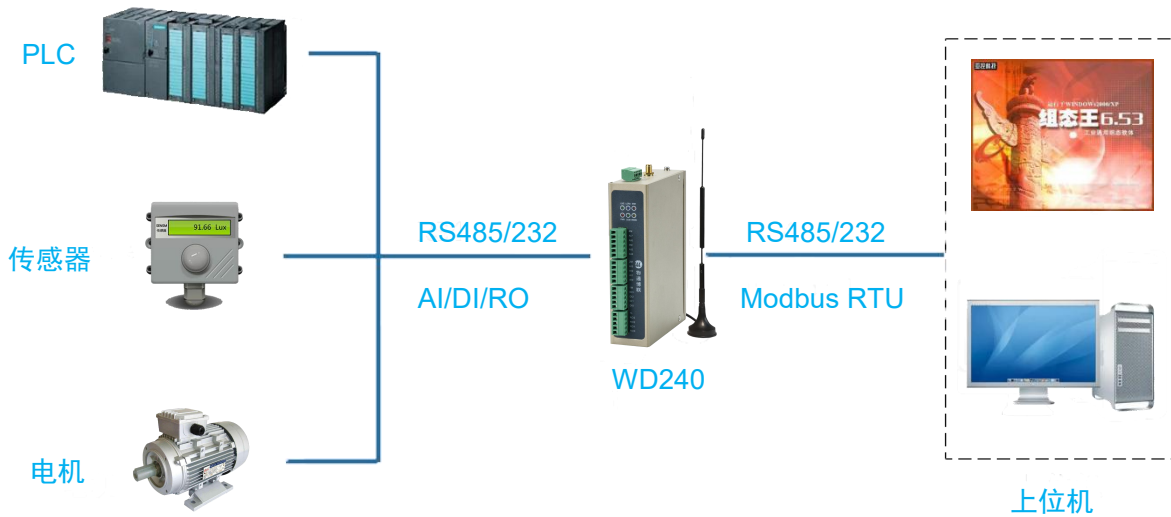 PLC
传感器
91.66 Lux
电机
RS485/232
AI/DI/RO
WD240
RS485/232
Modbus RTU
组态王6.53
上位机